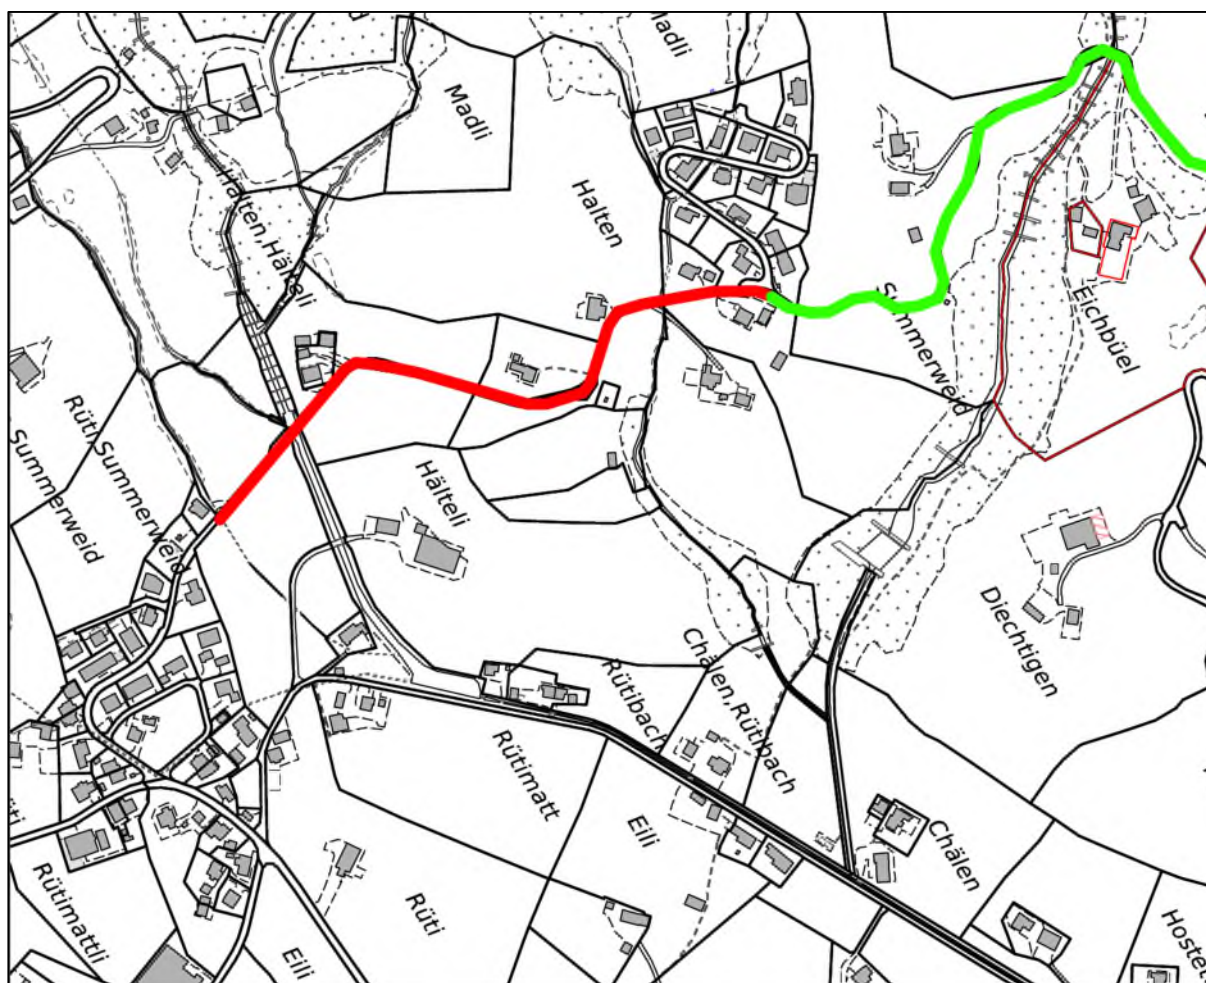 Madli
Madli
Halten
Halten,Hälteli
Summerweid
Eichbüel
Rüti,Summerweid
Summerweid
Hälteli
Diechtigen
Chälen,Rütibach
Rütibach
Rütimatt
Eili
Chälen
Rütimattli
Rüti
Eili